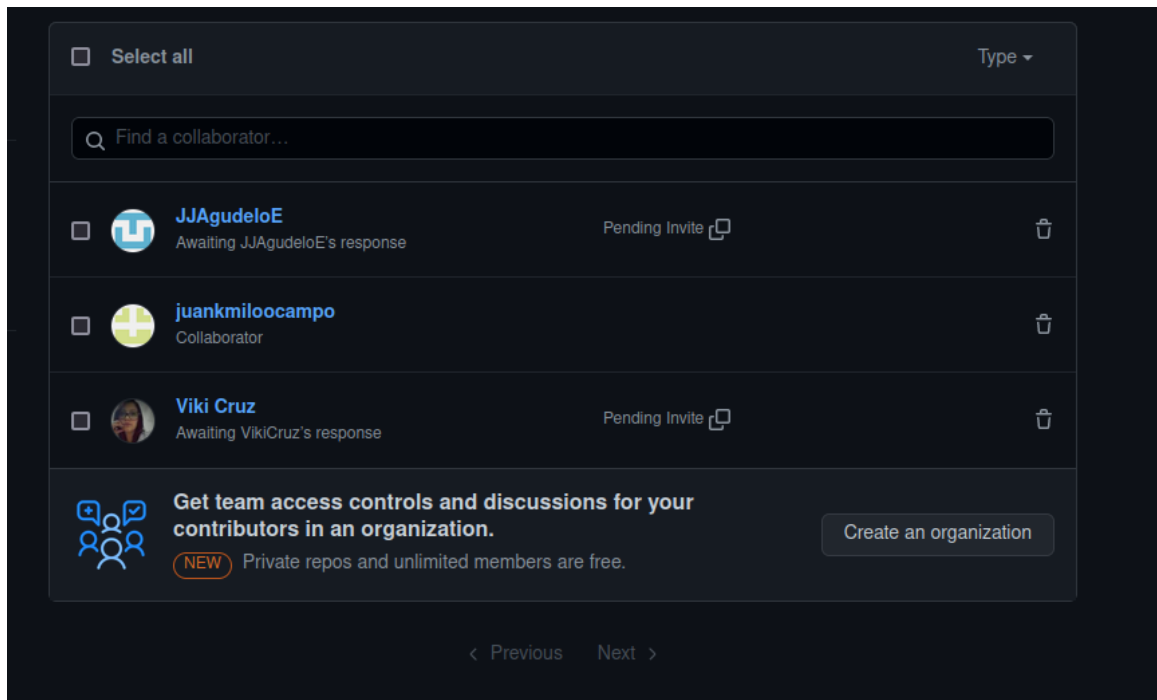 Select all
Type
Find a collaborator...
JJAgudeloE
Awaiting JJAgudeloE's response
Pending Invite
juankmiloocampo
Collaborator
Viki Cruz
Awaiting VikiCruz's response
Pending Invite
Get team access controls and discussions for your
contributors in an organization.
NEW Private repos and unlimited members are free.
Create an organization
Previous Next